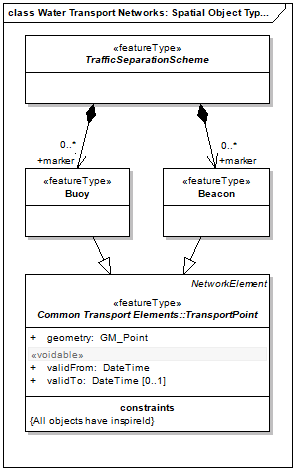 class Water Transport Networks: Spatial Object Typ...
«featureType»
TrafficSeparationScheme
0..*
+marker
0..*
+marker
«featureType»
Buoy
«featureType»
Beacon
NetworkElement
«featureType»
Common Transport Elements::TransportPoint
+ geometry: GM_Point
«voidable»
+ validFrom: DateTime
+ validTo: DateTime [0..1]
constraints
{All objects have inspireId}